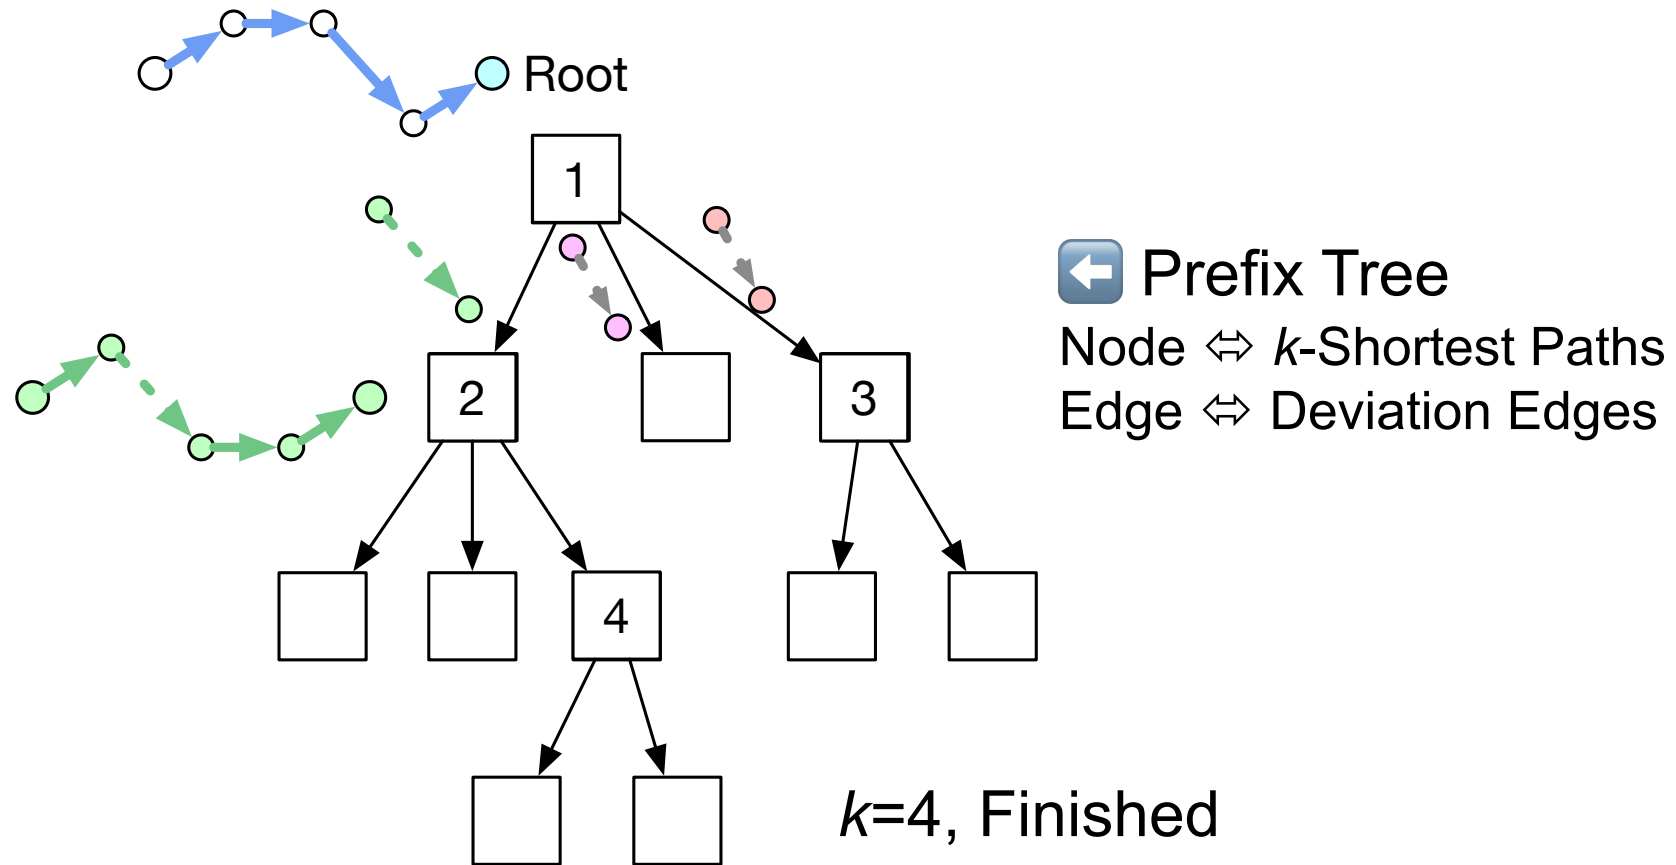 Root
1
⬅ Prefix Tree
Node ⇔ k-Shortest Paths
2
3
Edge ⇔ Deviation Edges
4
k=4, Finished